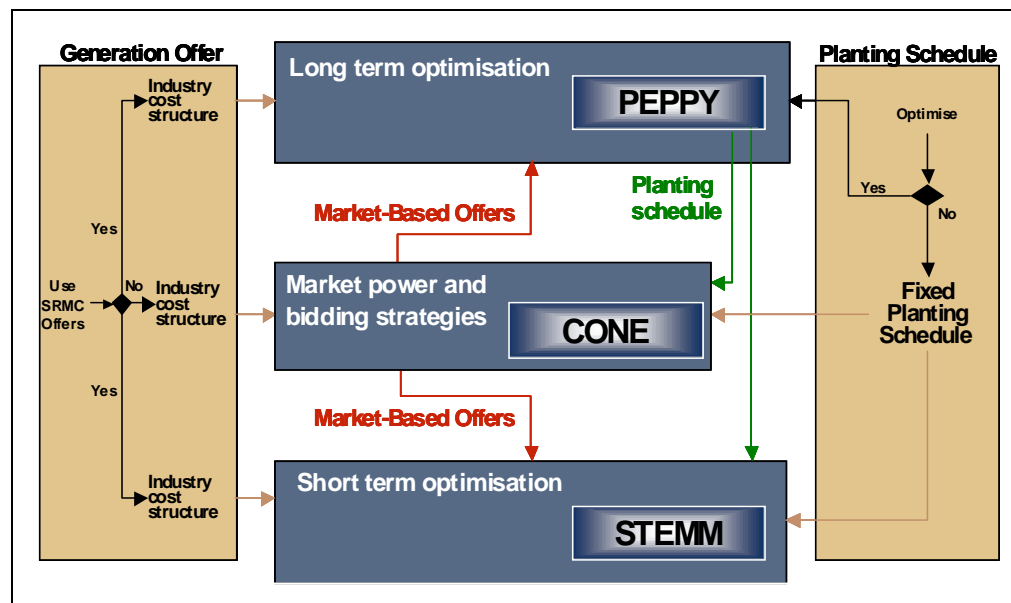 Generation Offer
Industry
cost
structure
Yes
Use
SRMC
Offers
No
Industry
cost
structure
Yes
Industry
cost
structure
Long term optimisation
PEPPY
Market-Based Offers
Planting
schedule
Market power and
bidding strategies
CONE
Market-Based Offers
Short term optimisation
STEMM
Planting Schedule
Optimise
Yes
No
Fixed
Planting
Schedule